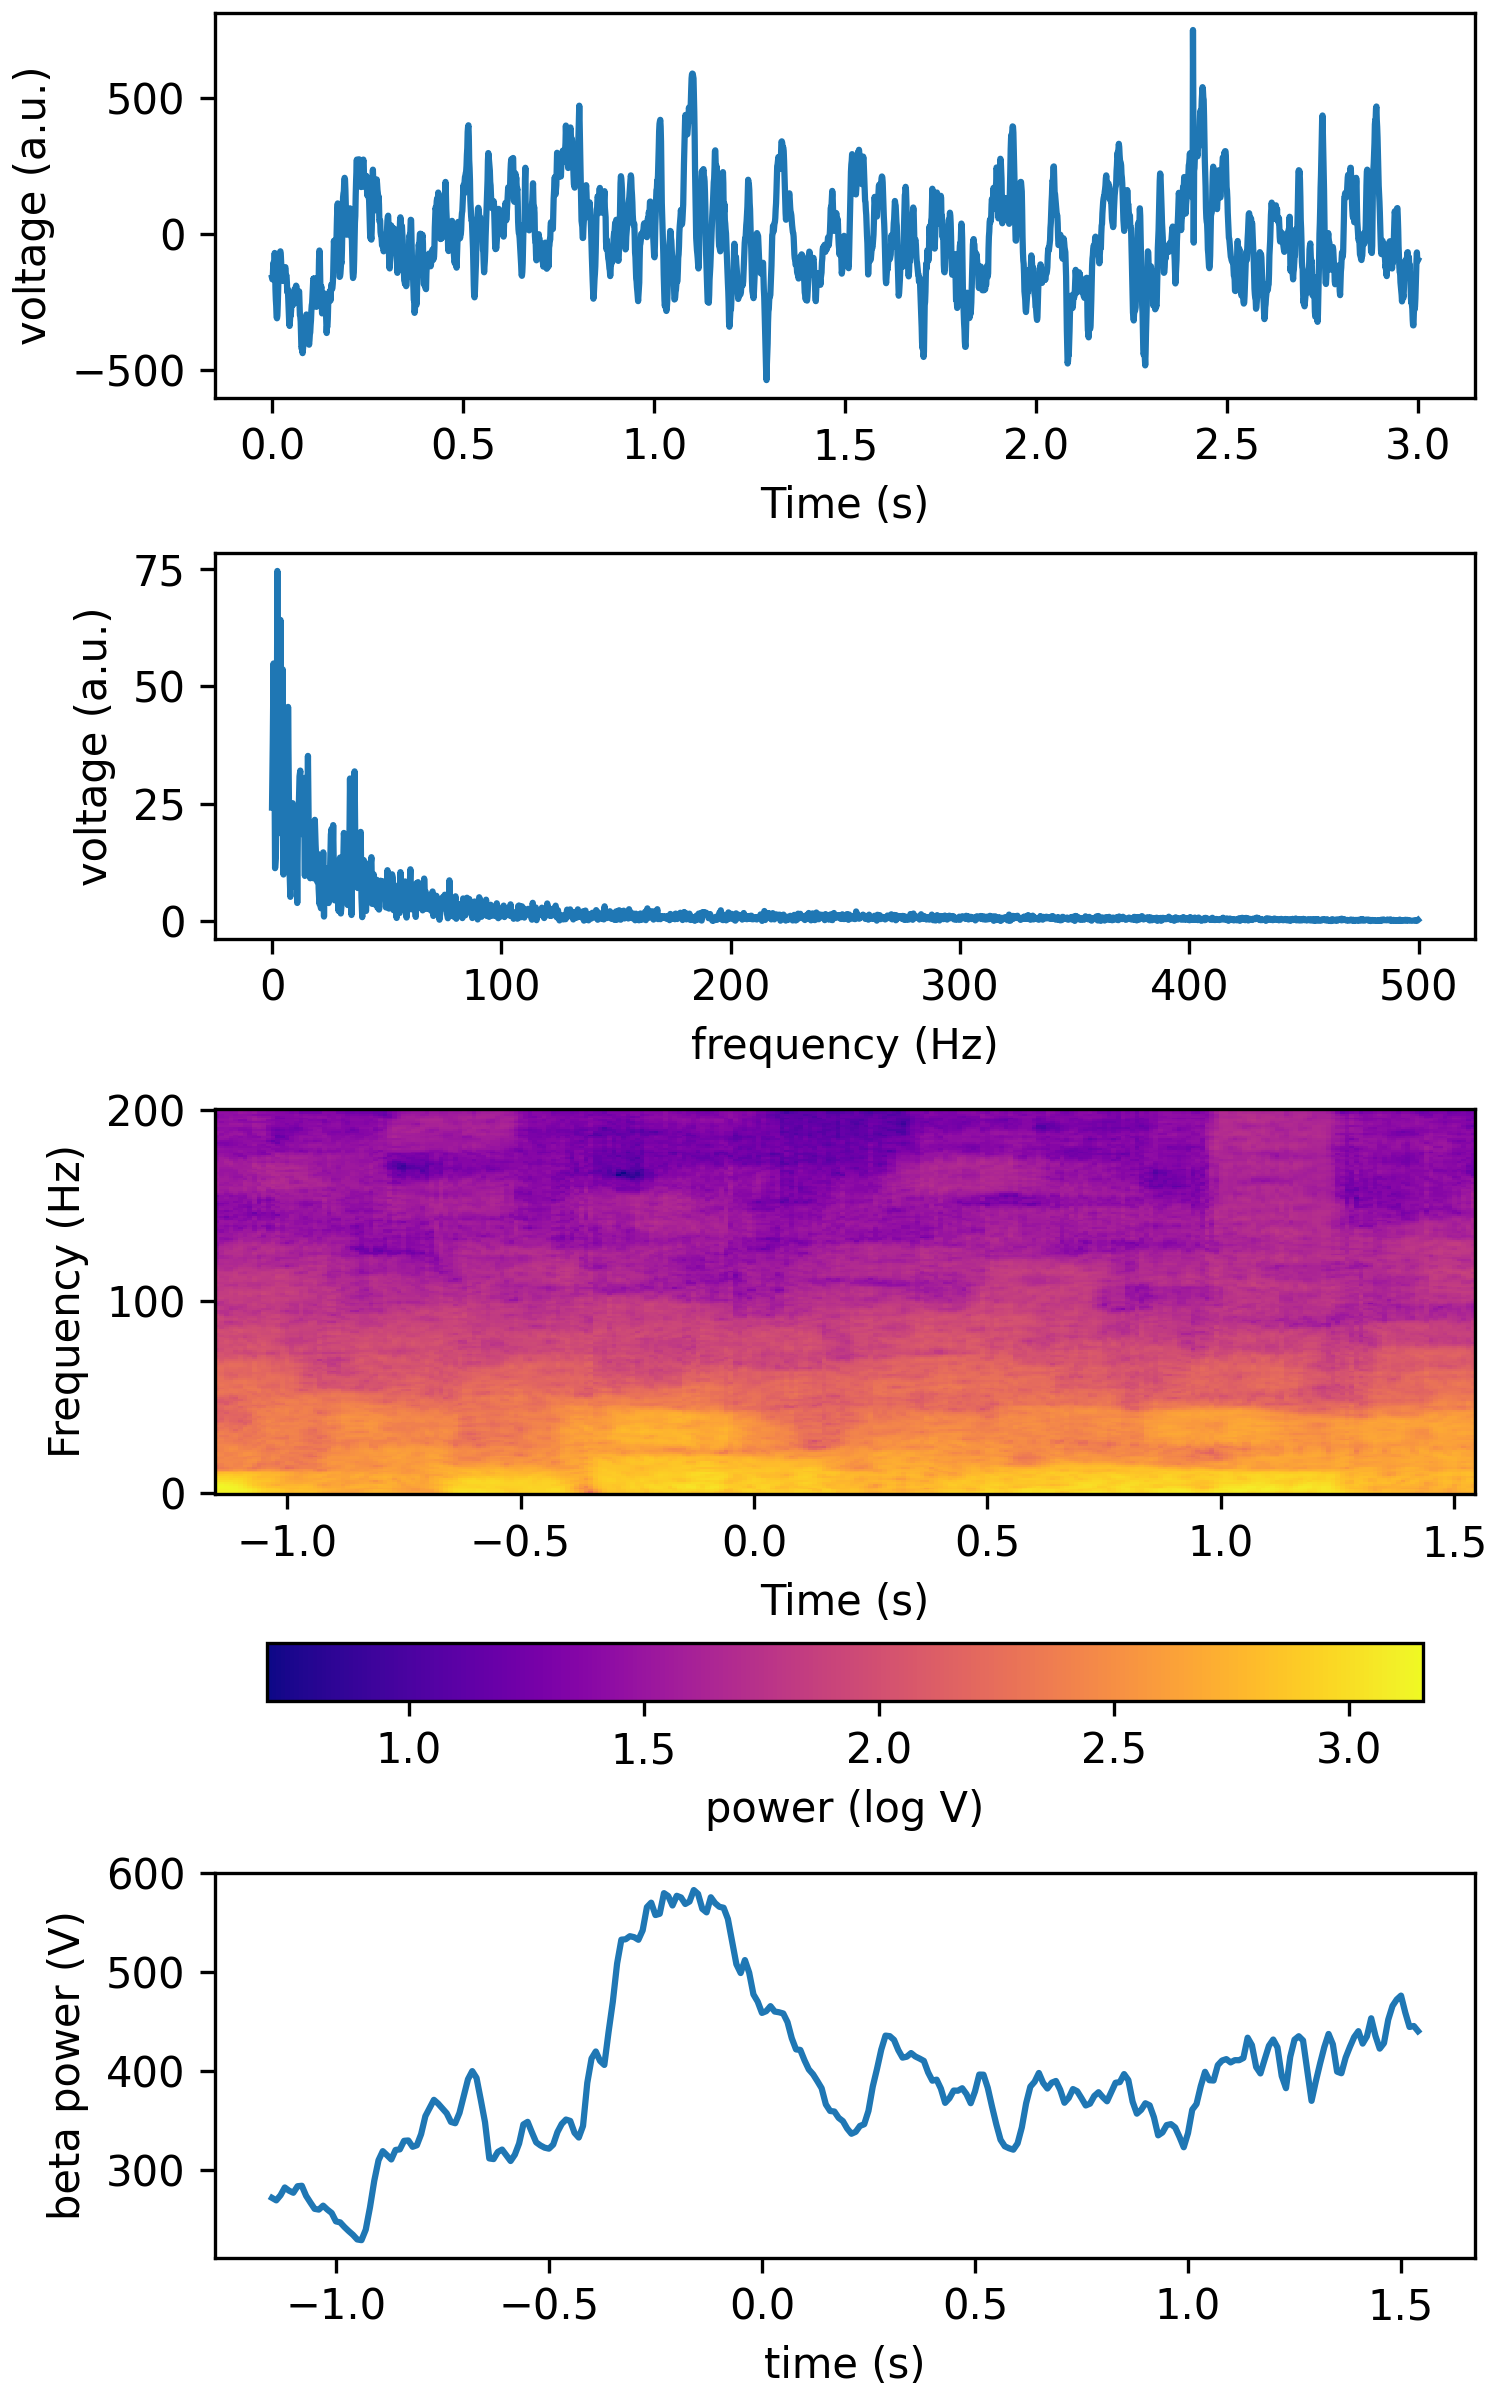 voltage (a.u.)
500
0
−500
0.0 0.5 1.0 1.5 2.0 2.5 3.0
Time (s)
voltage (a.u.)
75
50
25
0
0 100 200 300 400 500
frequency (Hz)
Frequency (Hz)
200
100
0
−1.0 −0.5 0.0 0.5 1.0 1.5
Time (s)
1.0 1.5 2.0 2.5 3.0
power (log V)
beta power (V)
600
500
400
300
−1.0 −0.5 0.0 0.5 1.0 1.5
time (s)